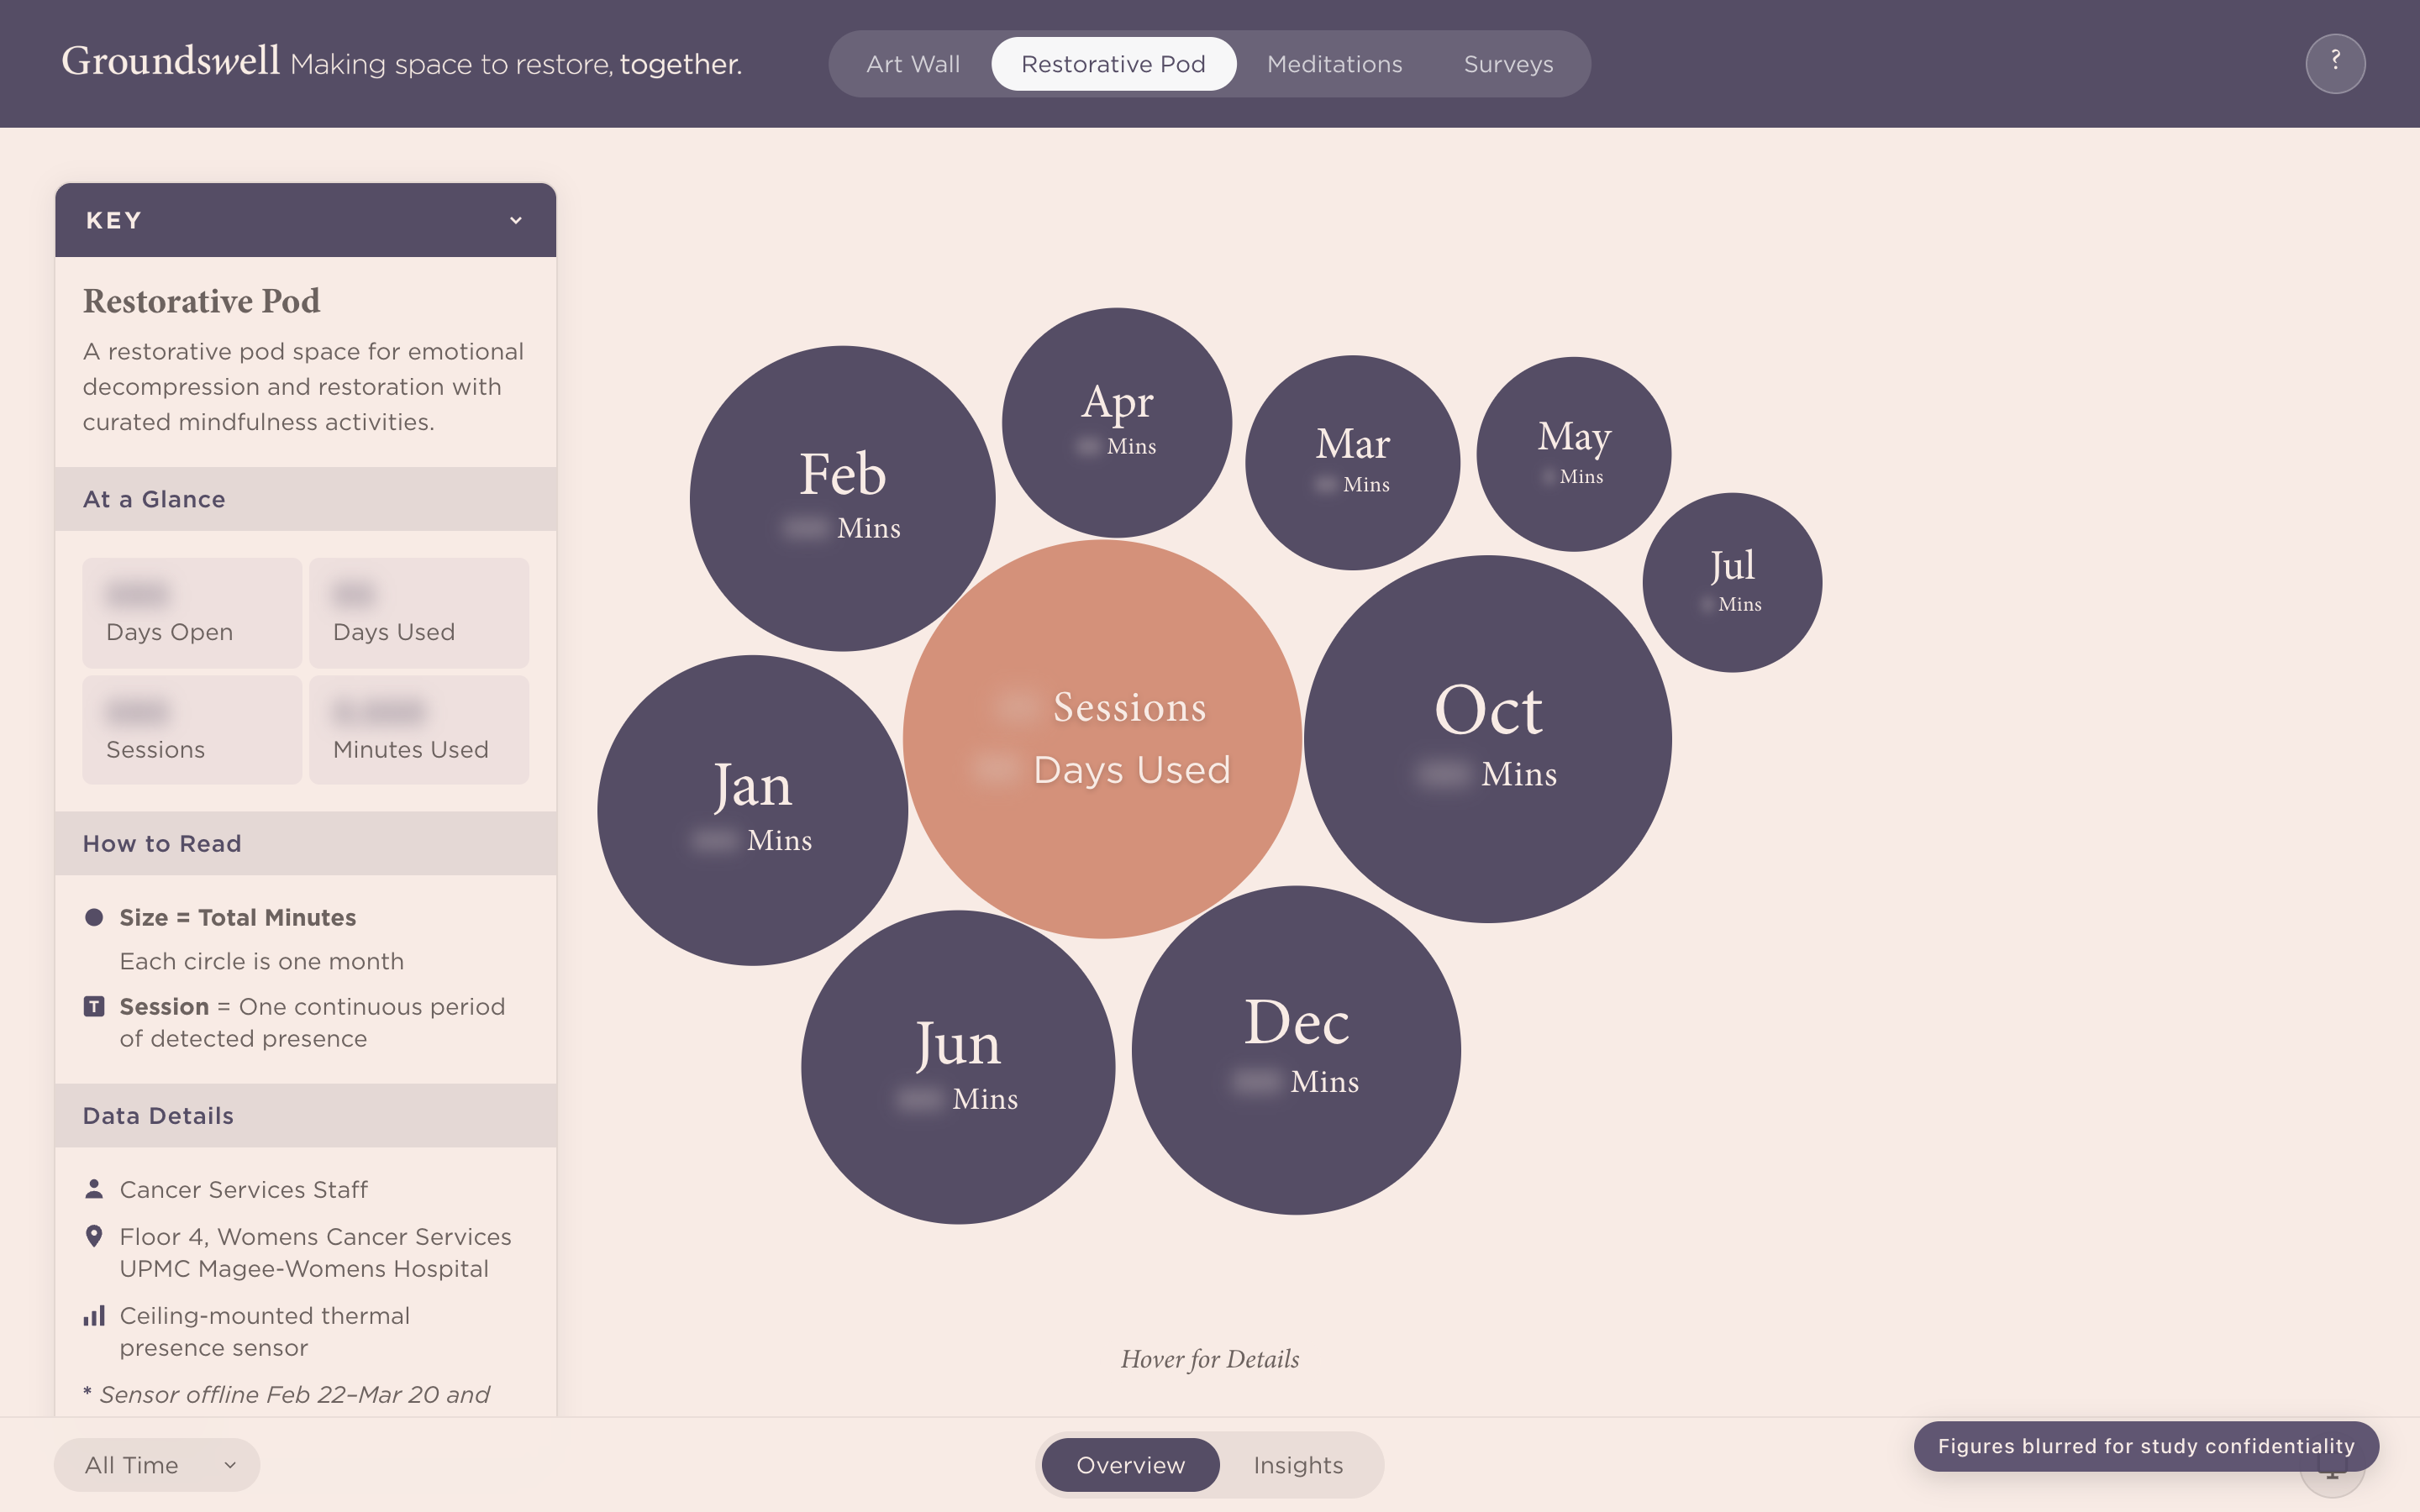 Groundswell Making space to restore, together.
Art Wall
Restorative Pod
Meditations
Surveys
?
KEY
Restorative Pod
A restorative pod space for emotional
decompression and restoration with
curated mindfulness activities.
At a Glance
Days Open
Days Used
Sessions
Minutes Used
How to Read
Size = Total Minutes
Each circle is one month
T Session = One continuous period
of detected presence
Data Details
Cancer Services Staff
Floor 4, Womens Cancer Services
UPMC Magee-Womens Hospital
Ceiling-mounted thermal
presence sensor
* Sensor offline Feb 22–Mar 20 and
Feb
Mins
Apr
Mins
Mar
Mins
May
Mins
Jul
Mins
Jan
Mins
Sessions
Days Used
Oct
Mins
Jun
Mins
Dec
Mins
Hover for Details
All Time
Overview
Insights
Figures blurred for study confidentiality